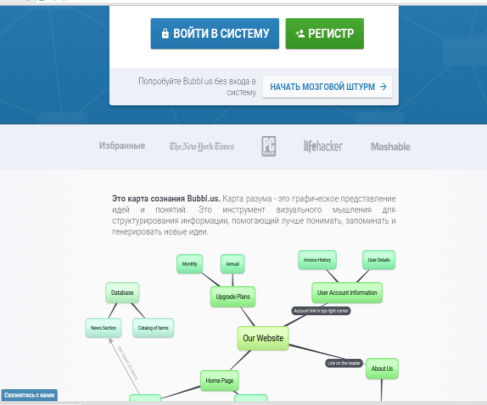 ВОЙТИ В СИСТЕМУ
РЕГИСТР
Попробуйте Bubbl.us без входа в
систему
НАЧАТЬ МОЗГОВОЙ ШТУРМ
Избранные
The New York Times
PC
lifehacker
Mashable
Это карта сознания Bubbl.us. Карта разума - это графическое представление
идей и понятий. Это инструмент визуального мышления для
структурирования информации, помогающий лучше понимать, запоминать и
генерировать новые идеи.
Monthly
Annual
Invoice History
User Details
Database
Upgrade Plans
User Account Information
Account link in top right corner
News Section
Catalog of Items
Our Website
Link on the header
About Us
Home Page
Свяжитесь с нами